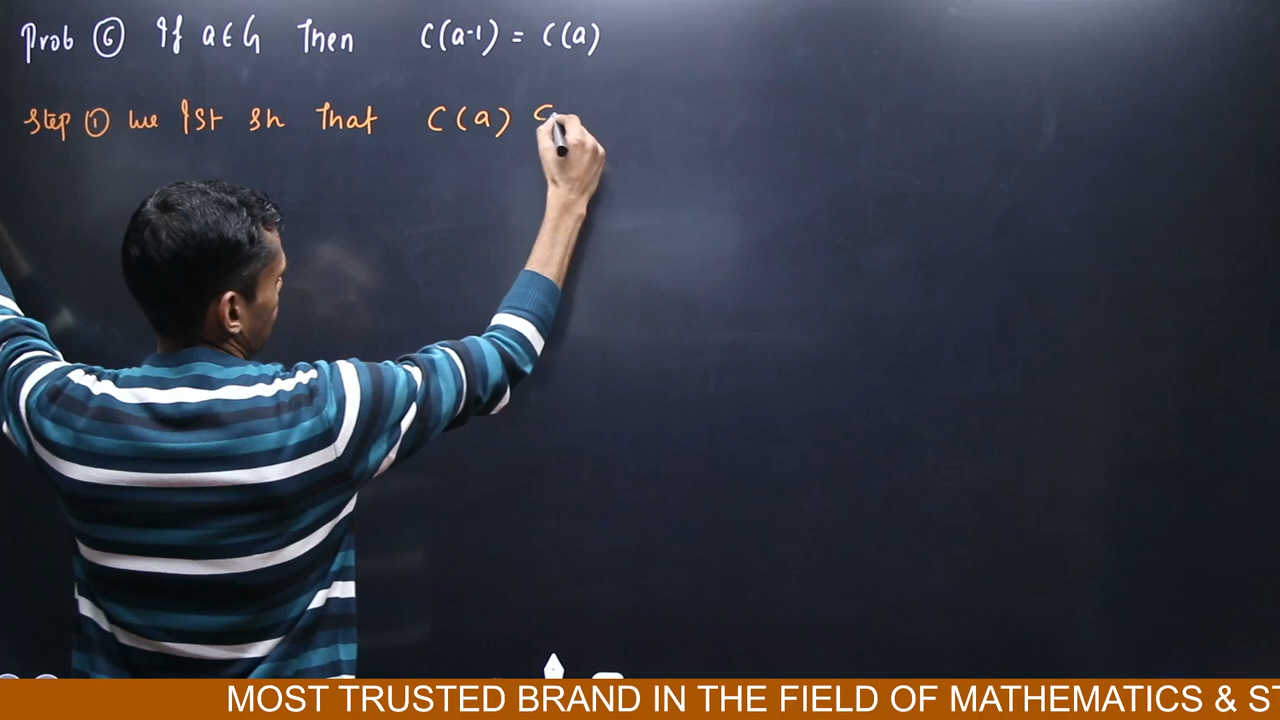 Prob ⑥ If a∈G Then C(a-1) = C(a)
Step ① we Ist sh That C(a) ⊆
MOST TRUSTED BRAND IN THE FIELD OF MATHEMATICS & ST